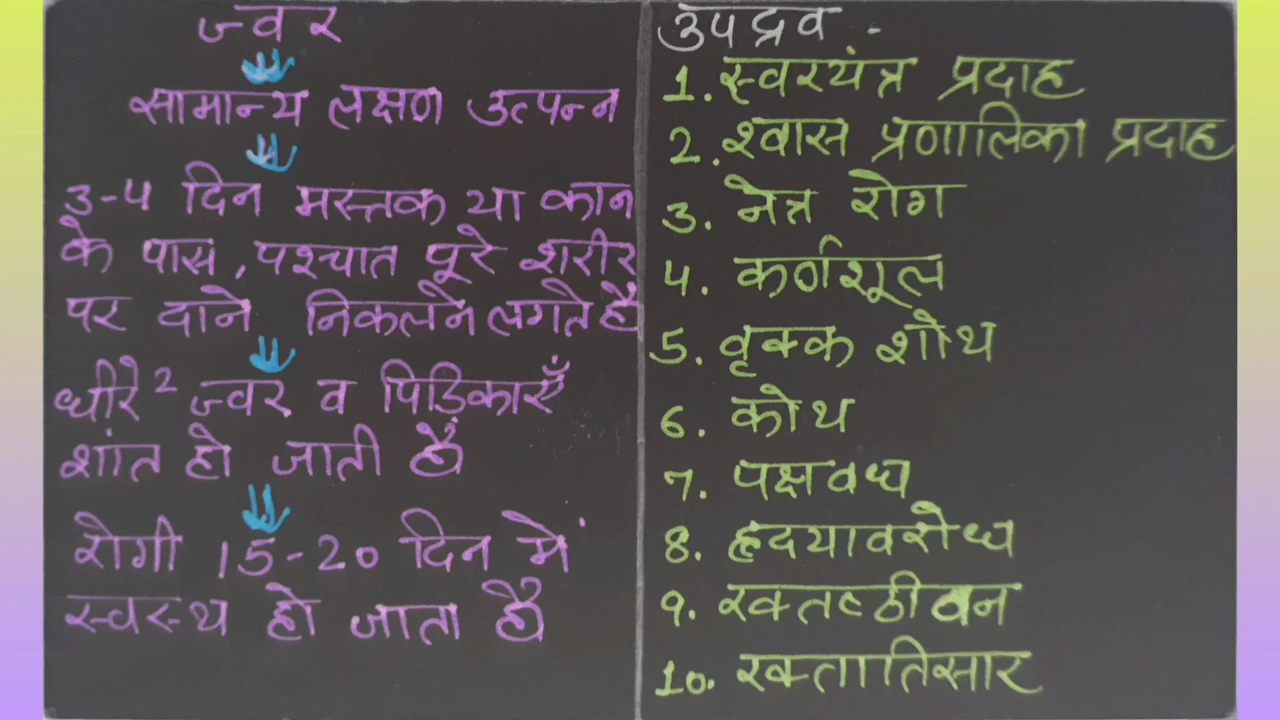 ज्वर
सामान्य लक्षण उत्पन्न
3-4 दिन मस्तक या कान
के पास, पश्चात पूरे शरीर
पर दाने निकलने लगते है
धीरे² ज्वर व पिड़िकाएँ
शांत हो जाती हैं
रोगी 15-20 दिन में
स्वस्थ हो जाता है
उपद्रव -
1. स्वरयंत्र प्रदाह
2. श्वास प्रणालिका प्रदाह
3. नेत्र रोग
4. कर्णशूल
5. वृक्क शोथ
6. कोथ
7. पक्षवध
8. हृदयावरोध
9. रक्तष्ठीवन
10. रक्तातिसार